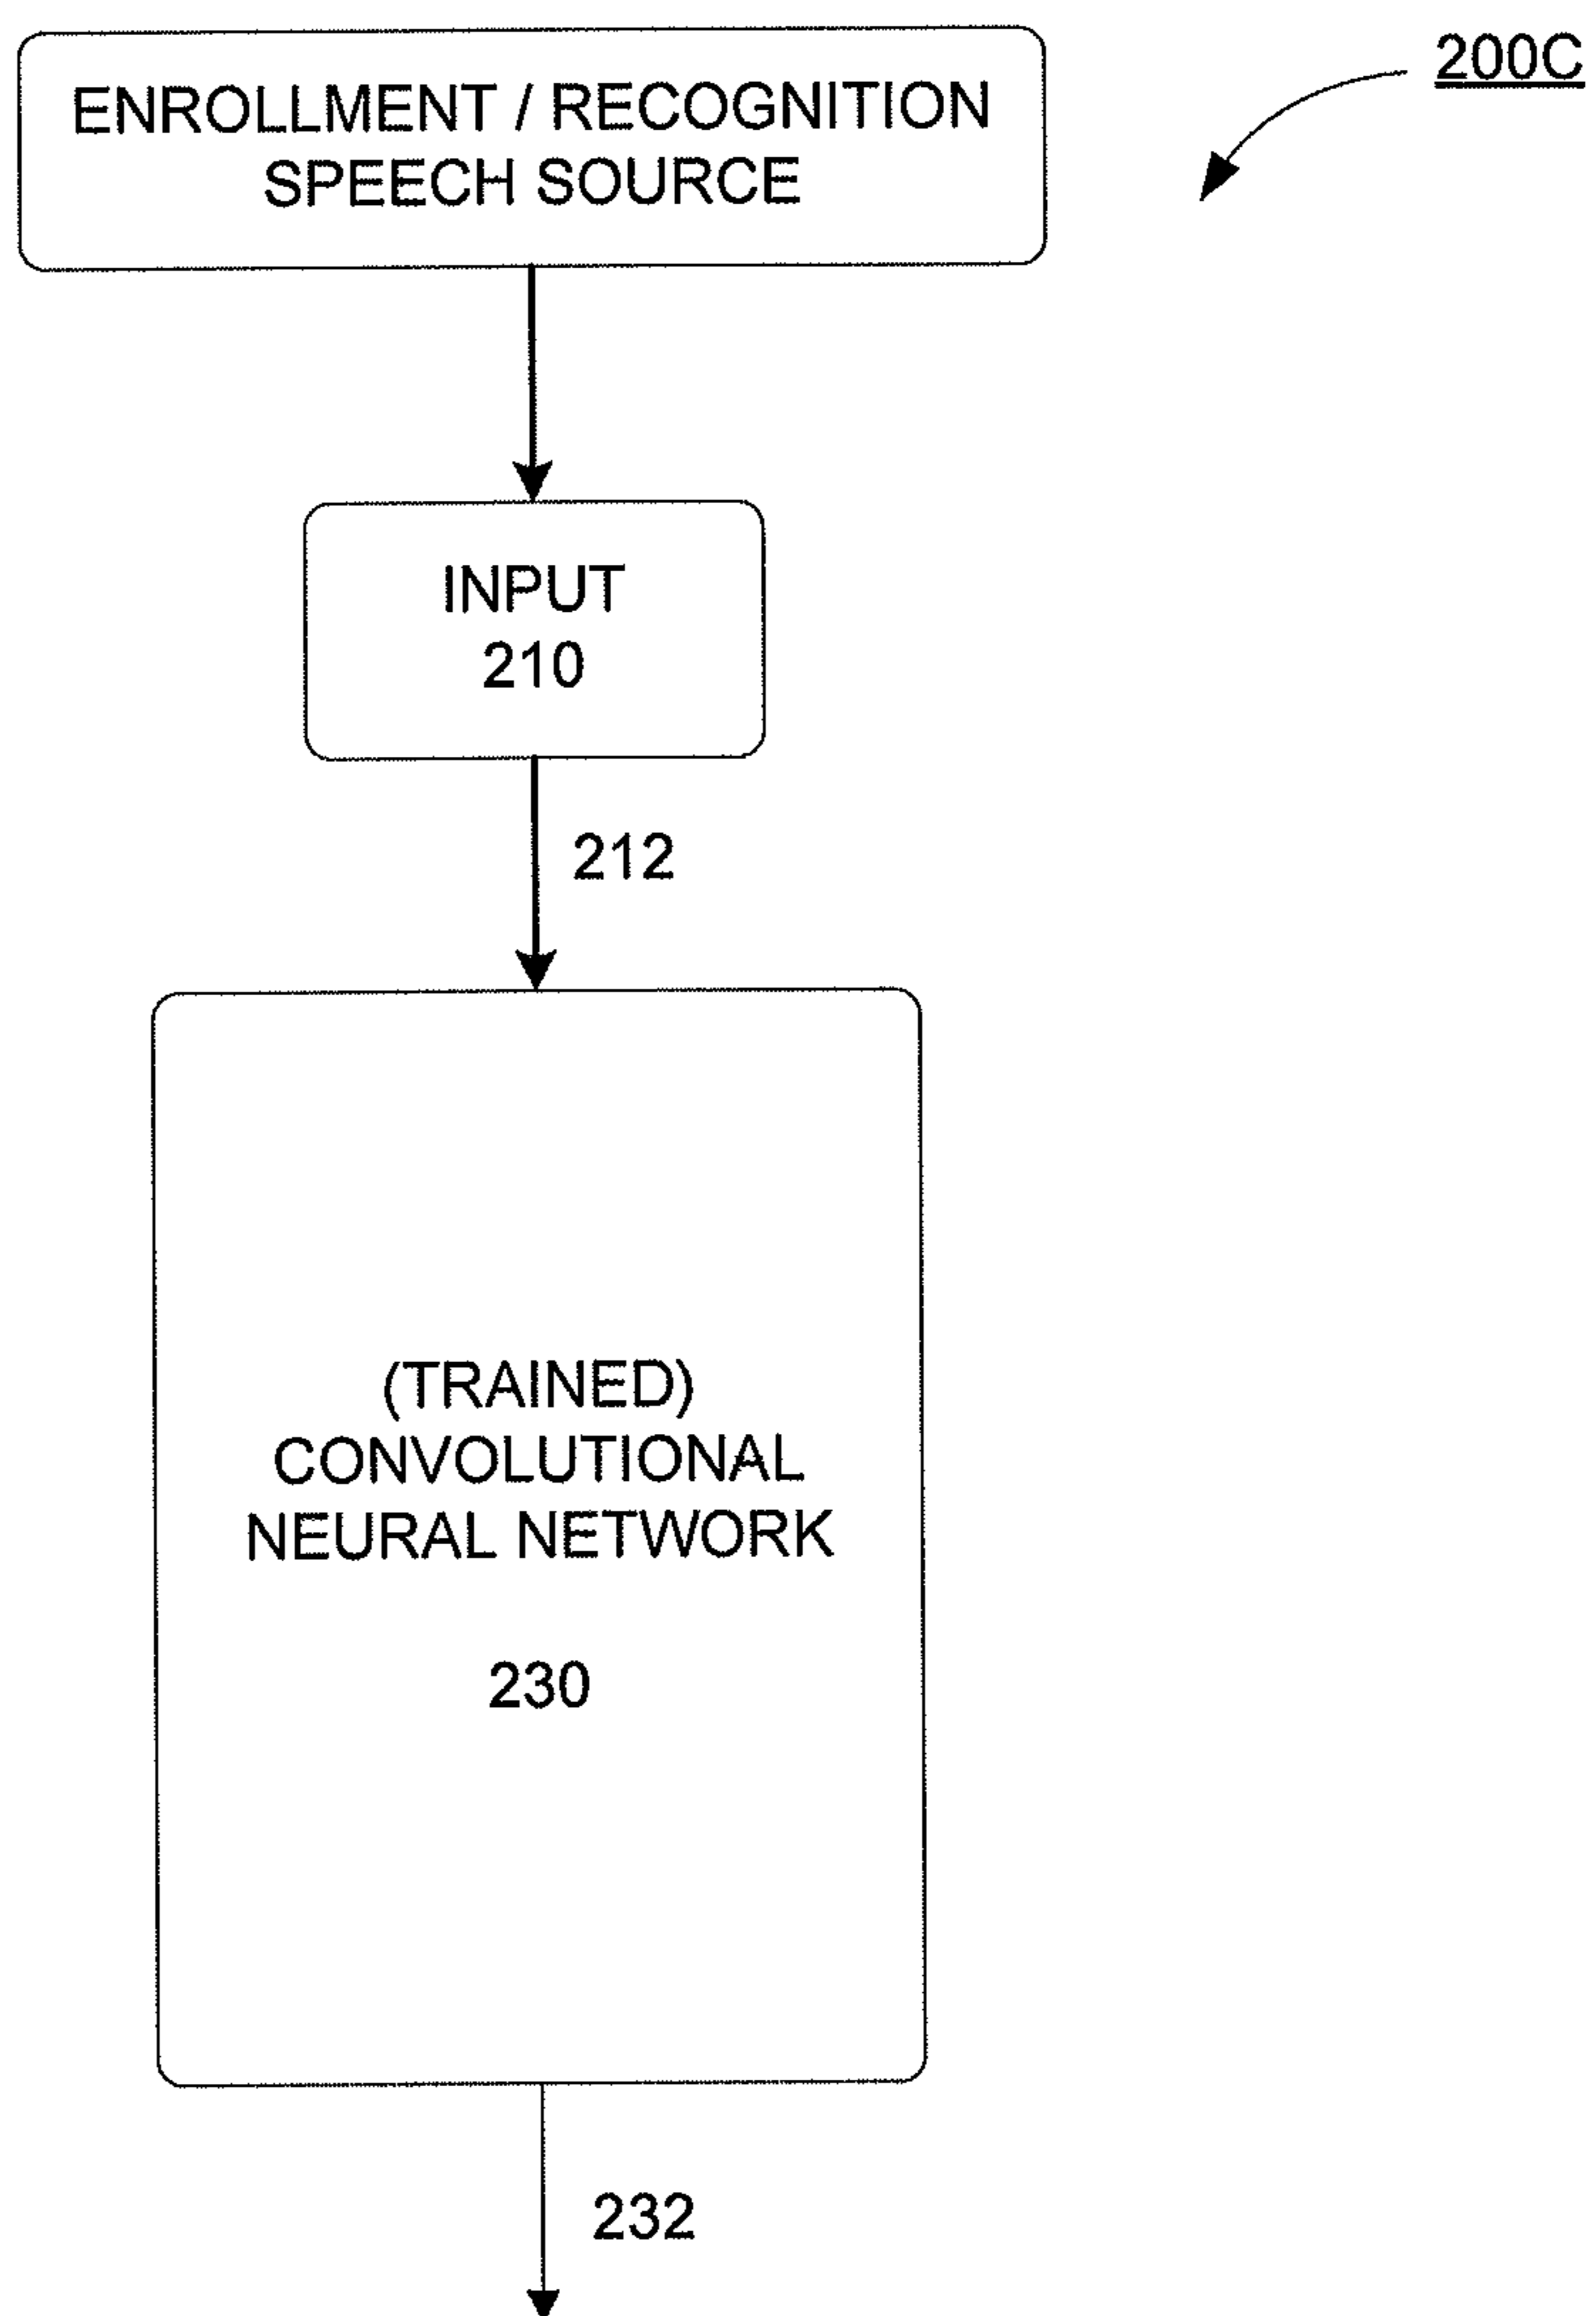 200C
ENROLLMENT / RECOGNITION
SPEECH SOURCE
INPUT
210
212
(TRAINED)
CONVOLUTIONAL
NEURAL NETWORK
230
232